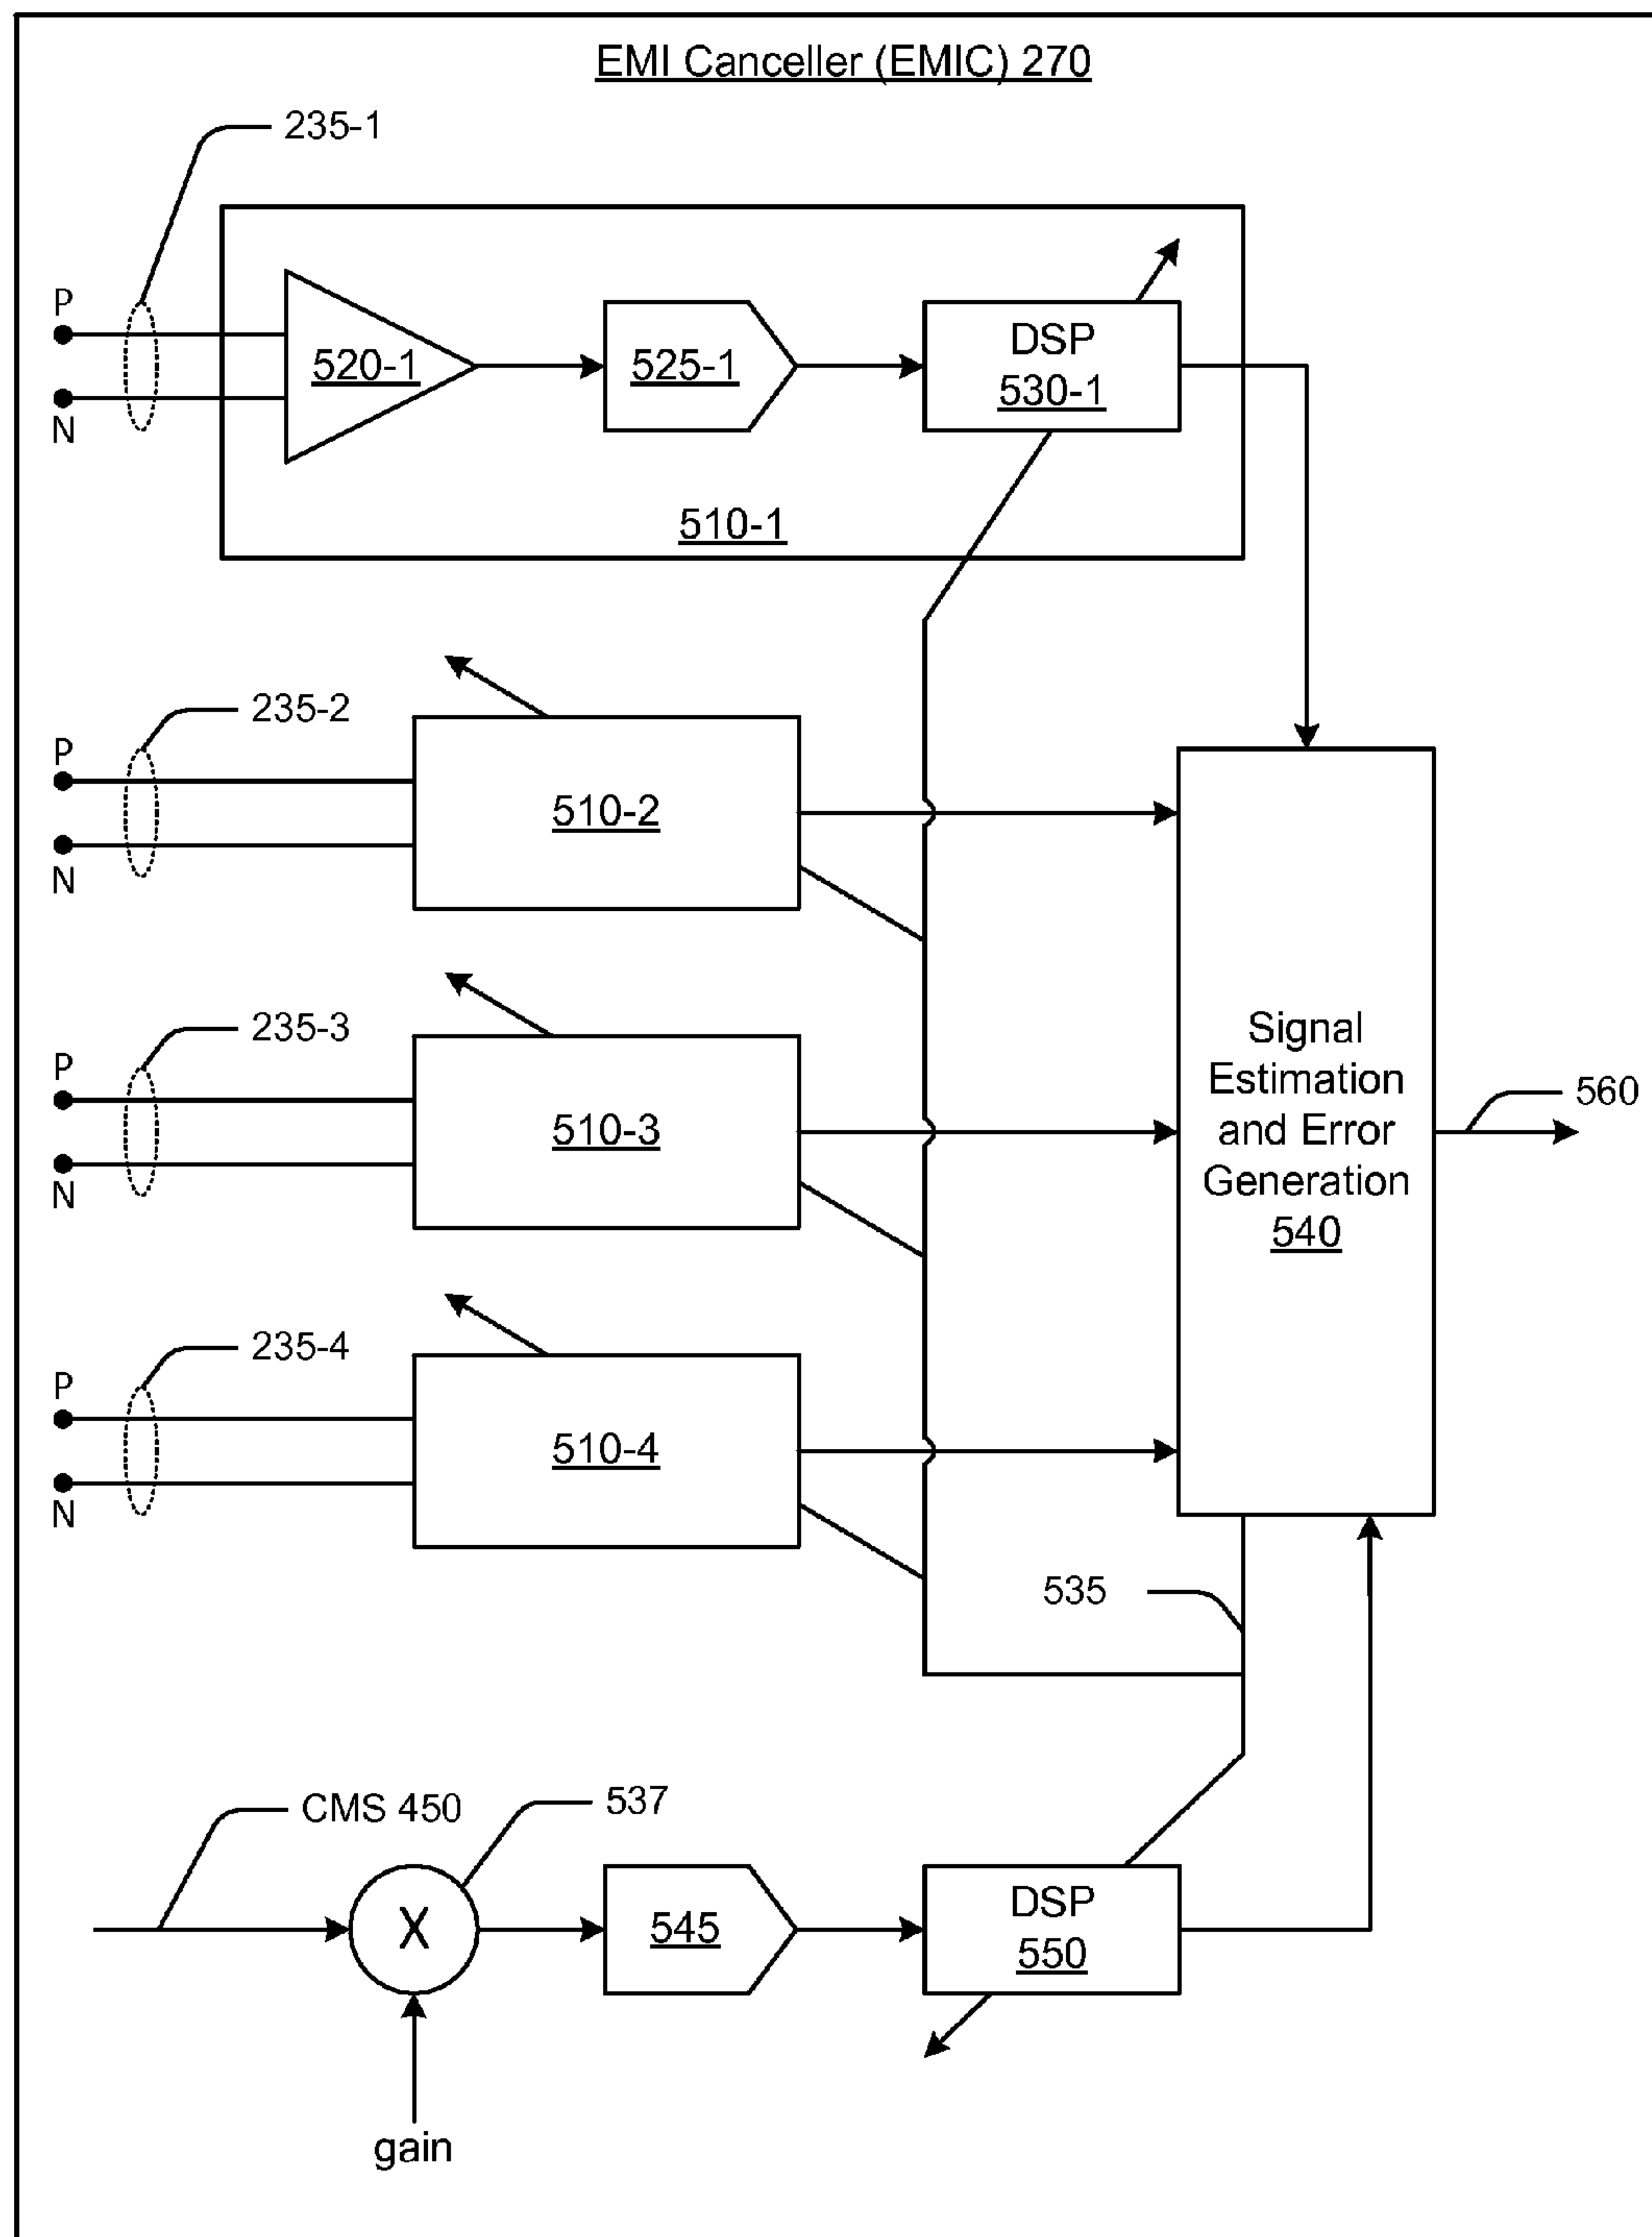 EMI Canceller (EMIC) 270
235-1
P
N
520-1
525-1
DSP
530-1
510-1
235-2
P
N
510-2
235-3
P
N
510-3
Signal
Estimation
and Error
Generation
540
560
235-4
P
N
510-4
535
CMS 450
537
X
545
DSP
550
gain